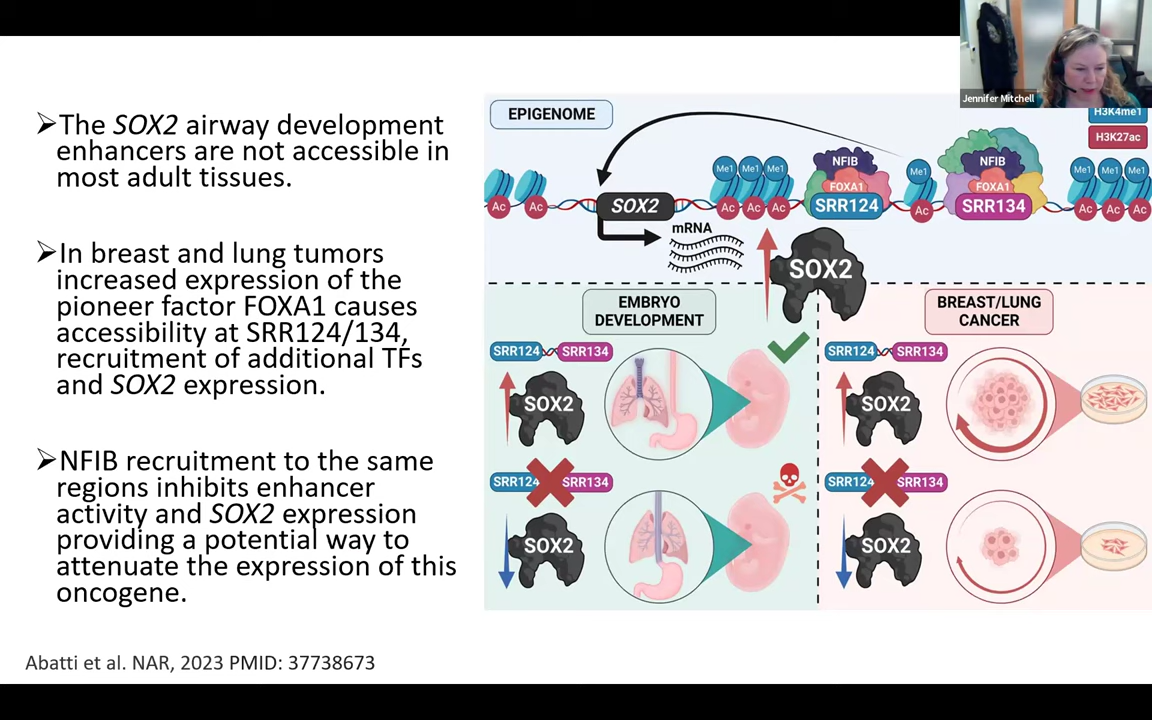 Jennifer Mitchell
➢The SOX2 airway development
enhancers are not accessible in
most adult tissues.
➢In breast and lung tumors
increased expression of the
pioneer factor FOXA1 causes
accessibility at SRR124/134,
recruitment of additional TFs
and SOX2 expression.
➢NFIB recruitment to the same
regions inhibits enhancer
activity and SOX2 expression
providing a potential way to
attenuate the expression of this
oncogene.
Abatti et al. NAR, 2023 PMID: 37738673
EPIGENOME
H3K4me1
H3K27ac
Me1 Me1 Me1
NFIB
FOXA1
SRR124
Me1
NFIB
FOXA1
SRR134
Me1 Me1 Me1
Ac Ac
SOX2
Ac Ac Ac
Ac
Ac Ac Ac
mRNA
SOX2
EMBRYO
DEVELOPMENT
SRR124 SRR134
SOX2
SRR124 SRR134
SOX2
BREAST/LUNG
CANCER
SRR124 SRR134
SOX2
SRR124 SRR134
SOX2